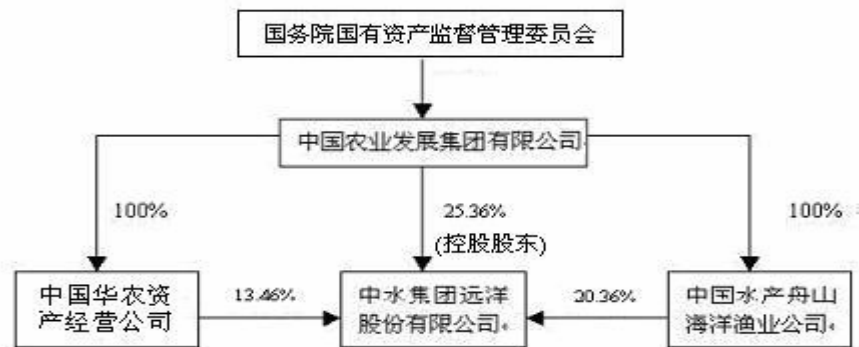 国务院国有资产监督管理委员会
中国农业发展集团有限公司
100%
25.36%
100%
(控股股东)
中国华农资
产经营公司
13.46%
中水集团远洋
股份有限公司
20.36%
中国水产舟山
海洋渔业公司